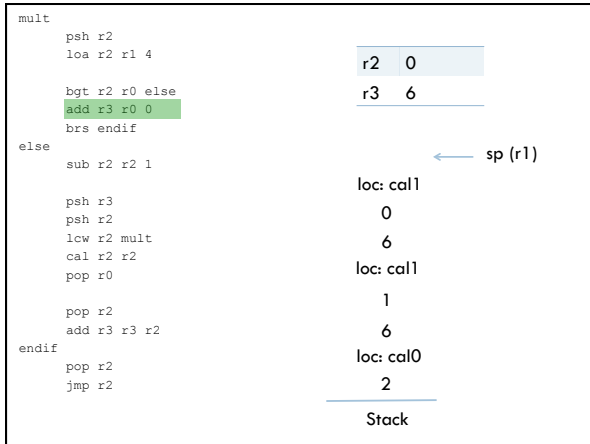 mult
psh r2
loa r2 r1 4
bgt r2 r0 else
add r3 r0 0
brs endif
else
sub r2 r2 1
psh r3
psh r2
lcw r2 mult
cal r2 r2
pop r0
pop r2
add r3 r3 r2
endif
pop r2
jmp r2
r2 0
r3 6
sp (r1)
loc: cal1
0
6
loc: cal1
1
6
loc: cal0
2
Stack